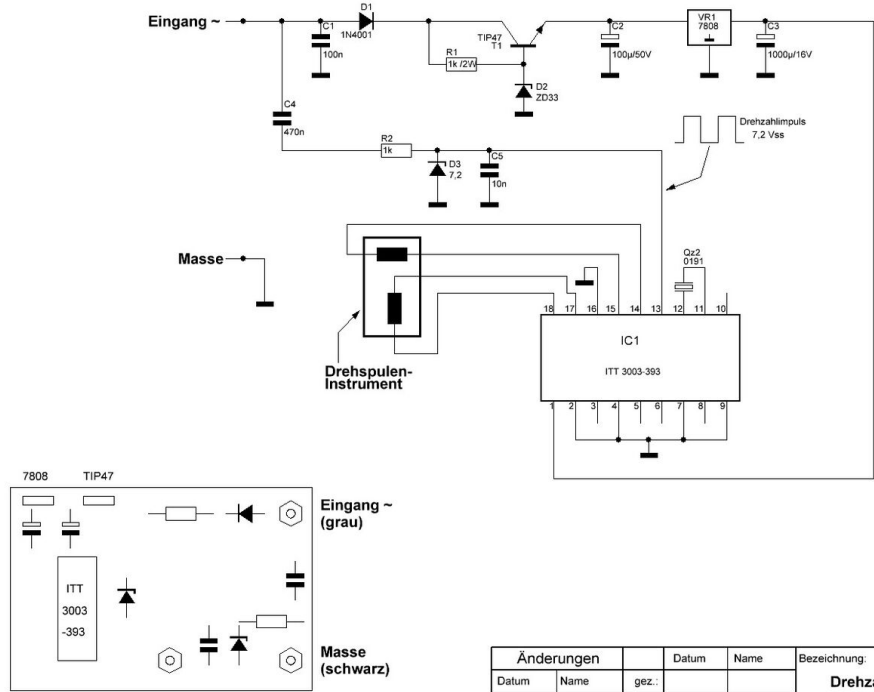 Eingang ~
D1
1N4001
C1
100n
R1
1k /2W
TIP47
T1
D2
ZD33
C2
100µ/50V
VR1
7808
C3
1000µ/16V
C4
470n
R2
1k
D3
7,2
C5
10n
Drehzahlimpuls
7,2 Vss
Masse
Qz2
0191
18 17 16 15 14 13 12 11 10
IC1
ITT 3003-393
1 2 3 4 5 6 7 8 9
Drehspulen-
Instrument
7808 TIP47
Eingang ~
(grau)
ITT
3003
-393
Masse
(schwarz)
Änderungen Datum Name Bezeichnung:
Datum Name gez.: Drehza